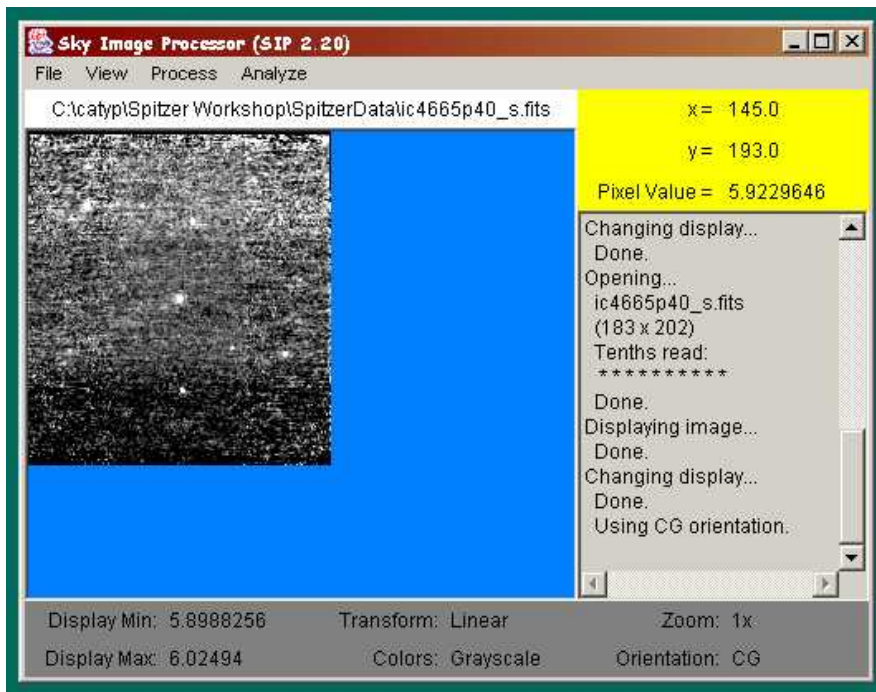 Sky Image Processor (SIP 2.20)
File View Process Analyze
C:\catyp\Spitzer Workshop\SpitzerData\ic4665p40_s.fits
x= 145.0
y= 193.0
Pixel Value = 5.9229646
Changing display...
Done.
Opening...
ic4665p40_s.fits
(183 x 202)
Tenths read:
* * * * * * * * * *
Done.
Displaying image...
Done.
Changing display...
Done.
Using CG orientation.
Display Min: 5.8988256 Transform: Linear Zoom: 1x
Display Max: 6.02494 Colors: Grayscale Orientation: CG